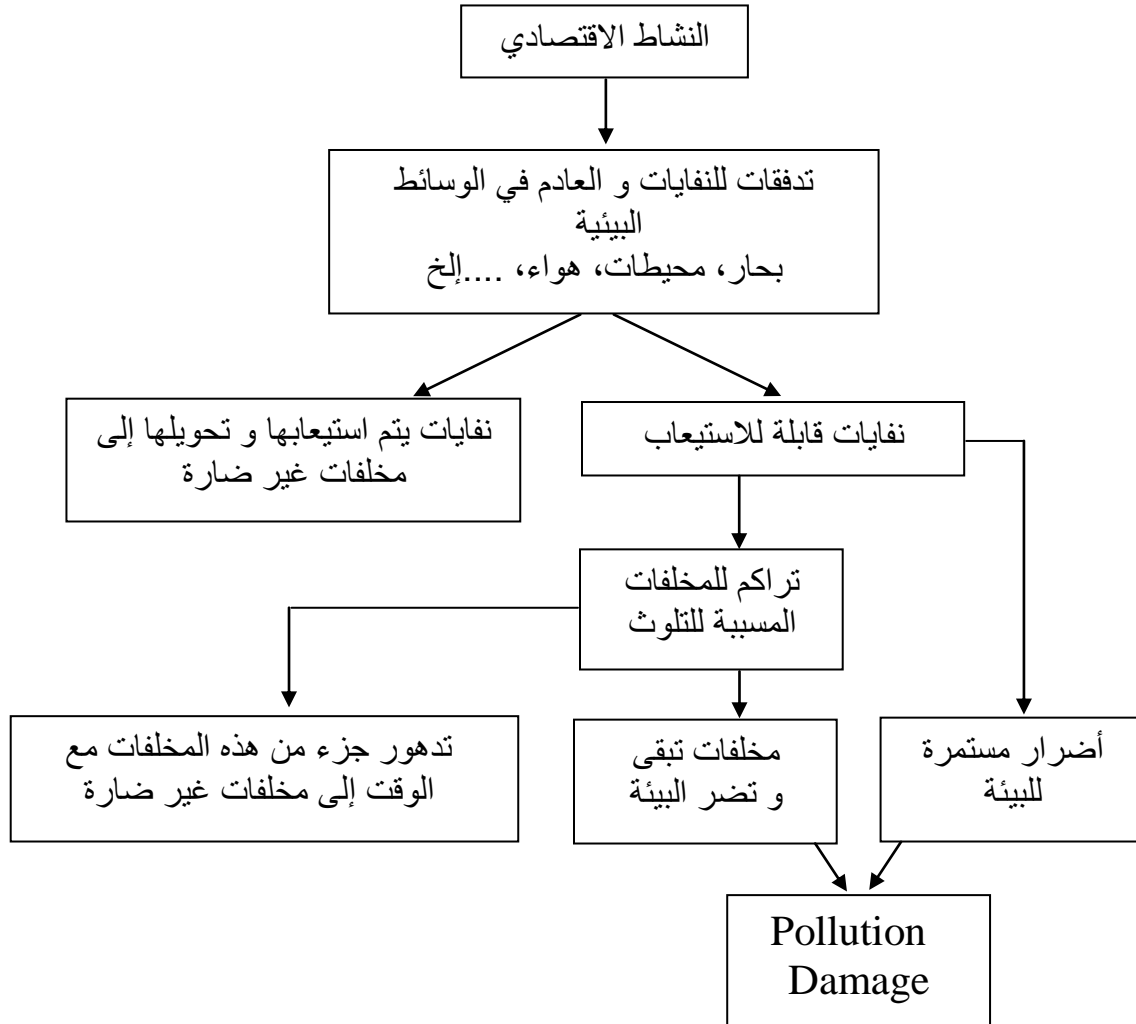 النشاط الاقتصادي
تدفقات للنفايات و العادم في الوسائط
البيئية
بحار، محيطات، هواء، ....إلخ
نفايات قابلة للاستيعاب
نفايات يتم استيعابها و تحويلها إلى
مخلفات غير ضارة
تراكم للمخلفات
المسببة للتلوث
أضرار مستمرة
للبيئة
مخلفات تبقى
و تضر البيئة
تدهور جزء من هذه المخلفات مع
الوقت إلى مخلفات غير ضارة
Pollution
Damage